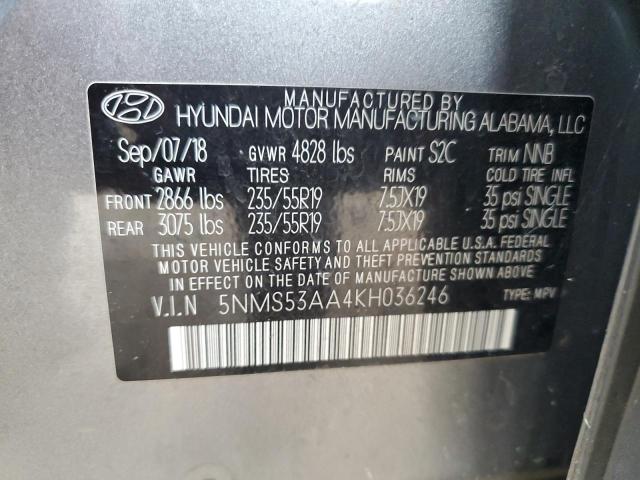 MANUFACTURED BY
HYUNDAI MOTOR MANUFACTURING ALABAMA, LLC
Sep/07/18 GVWR 4828 lbs PAINT S2C TRIM NNB
GAWR TIRES RIMS COLD TIRE INFL
FRONT 2866 lbs 235/55R19 7.5JX19 35 psi SINGLE
REAR 3075 lbs 235/55R19 7.5JX19 35 psi SINGLE
THIS VEHICLE CONFORMS TO ALL APPLICABLE U.S.A. FEDERAL
MOTOR VEHICLE SAFETY AND THEFT PREVENTION STANDARDS
IN EFFECT ON THE DATE OF MANUFACTURE SHOWN ABOVE.
V.I.N 5NMS53AA4KH036246 TYPE: MPV